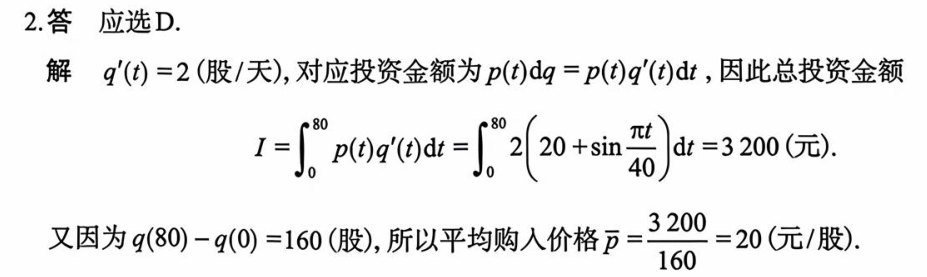 2.答 应选D.
解 q′(t)=2(股/天),对应投资金额为p(t)dq=p(t)q′(t)dt,因此总投资金额
I=∫₀⁸⁰ p(t)q′(t)dt=∫₀⁸⁰ 2(20+sin πt/40)dt=3 200(元).
又因为q(80)−q(0)=160(股),所以平均购入价格p̄=3 200/160=20(元/股).